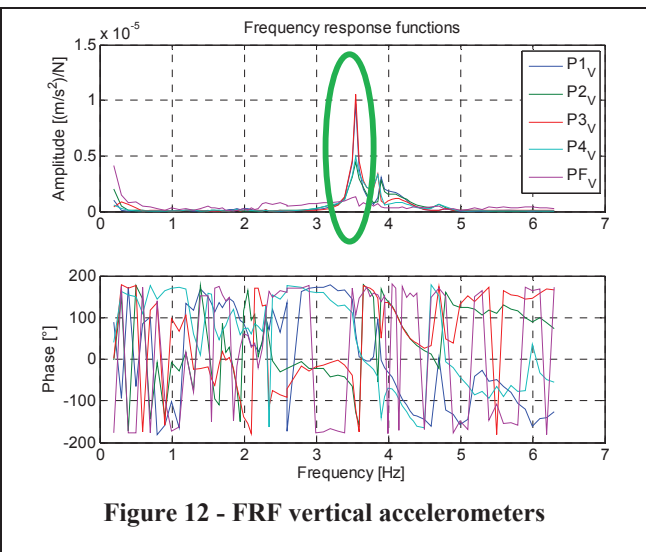 Frequency response functions
x 10^-5
1.5
1
0.5
0
Amplitude [(m/s²)/N]
0 1 2 3 4 5 6 7
P1_V
P2_V
P3_V
P4_V
PF_V
200
100
0
-100
-200
Phase [°]
0 1 2 3 4 5 6 7
Frequency [Hz]
Figure 12 - FRF vertical accelerometers